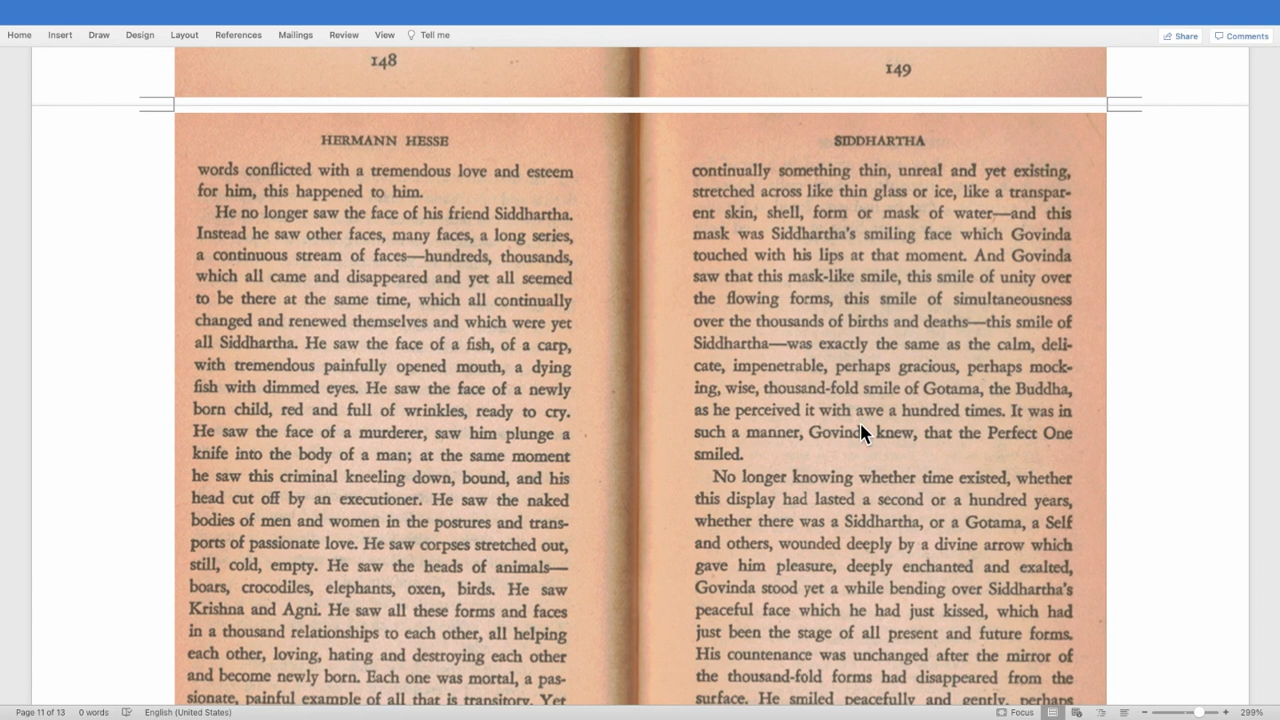 Home Insert Draw Design Layout References Mailings Review View Tell me Share Comments
148
149
HERMANN HESSE
words conflicted with a tremendous love and esteem
for him, this happened to him.
He no longer saw the face of his friend Siddhartha.
Instead he saw other faces, many faces, a long series,
a continuous stream of faces—hundreds, thousands,
which all came and disappeared and yet all seemed
to be there at the same time, which all continually
changed and renewed themselves and which were yet
all Siddhartha. He saw the face of a fish, of a carp,
with tremendous painfully opened mouth, a dying
fish with dimmed eyes. He saw the face of a newly
born child, red and full of wrinkles, ready to cry.
He saw the face of a murderer, saw him plunge a
knife into the body of a man; at the same moment
he saw this criminal kneeling down, bound, and his
head cut off by an executioner. He saw the naked
bodies of men and women in the postures and trans-
ports of passionate love. He saw corpses stretched out,
still, cold, empty. He saw the heads of animals—
boars, crocodiles, elephants, oxen, birds. He saw
Krishna and Agni. He saw all these forms and faces
in a thousand relationships to each other, all helping
each other, loving, hating and destroying each other
and become newly born. Each one was mortal, a pas-
sionate, painful example of all that is transitory. Yet
SIDDHARTHA
continually something thin, unreal and yet existing,
stretched across like thin glass or ice, like a transpar-
ent skin, shell, form or mask of water—and this
mask was Siddhartha's smiling face which Govinda
touched with his lips at that moment. And Govinda
saw that this mask-like smile, this smile of unity over
the flowing forms, this smile of simultaneousness
over the thousands of births and deaths—this smile of
Siddhartha—was exactly the same as the calm, deli-
cate, impenetrable, perhaps gracious, perhaps mock-
ing, wise, thousand-fold smile of Gotama, the Buddha,
as he perceived it with awe a hundred times. It was in
such a manner, Govinda knew, that the Perfect One
smiled.
No longer knowing whether time existed, whether
this display had lasted a second or a hundred years,
whether there was a Siddhartha, or a Gotama, a Self
and others, wounded deeply by a divine arrow which
gave him pleasure, deeply enchanted and exalted,
Govinda stood yet a while bending over Siddhartha's
peaceful face which he had just kissed, which had
just been the stage of all present and future forms.
His countenance was unchanged after the mirror of
the thousand-fold forms had disappeared from the
surface. He smiled peacefully and gently, perhaps
Page 11 of 13 0 words English (United States) Focus 299%